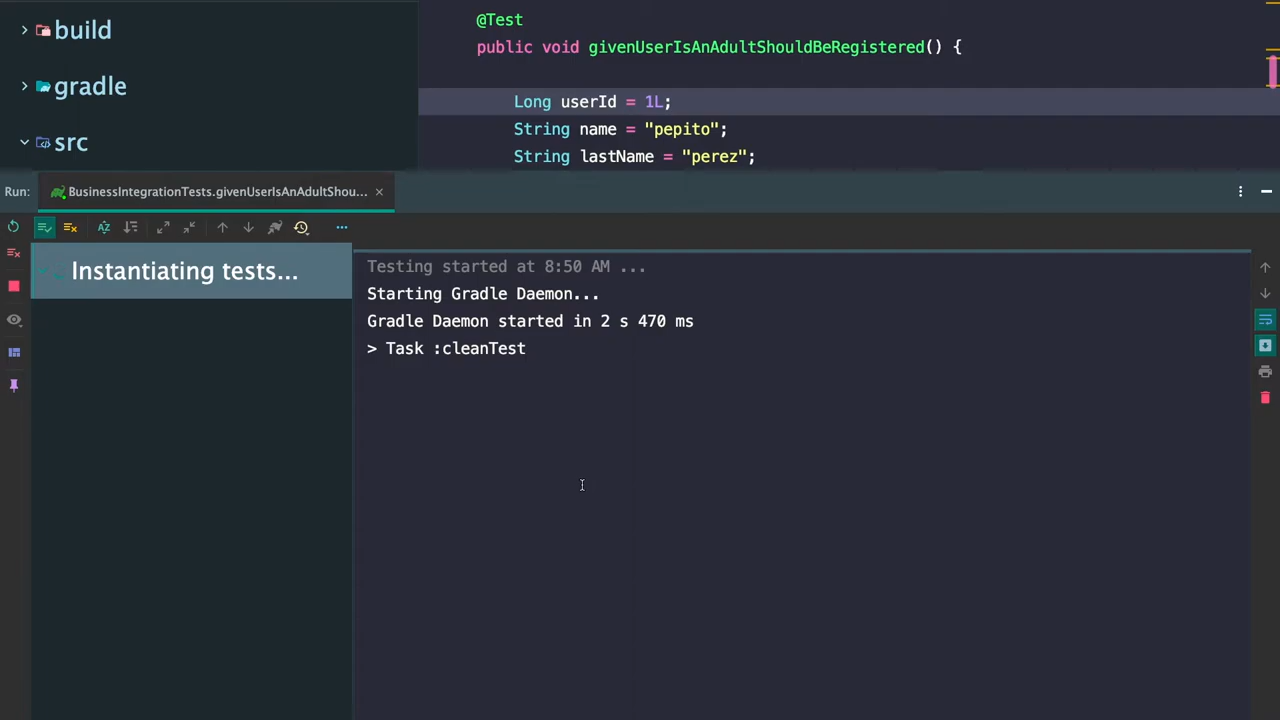 build
gradle
src
@Test
public void givenUserIsAnAdultShouldBeRegistered() {
Long userId = 1L;
String name = "pepito";
String lastName = "perez";
Run:
BusinessIntegrationTests.givenUserIsAnAdultShou...
Instantiating tests...
Testing started at 8:50 AM ...
Starting Gradle Daemon...
Gradle Daemon started in 2 s 470 ms
> Task :cleanTest